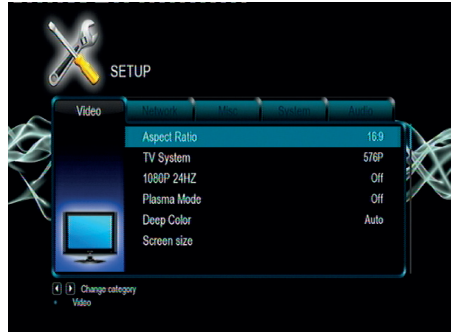 SETUP
Video Network Misc System Audio
Aspect Ratio 16:9
TV System 576P
1080P 24HZ Off
Plasma Mode Off
Deep Color Auto
Screen size
Change category
Video